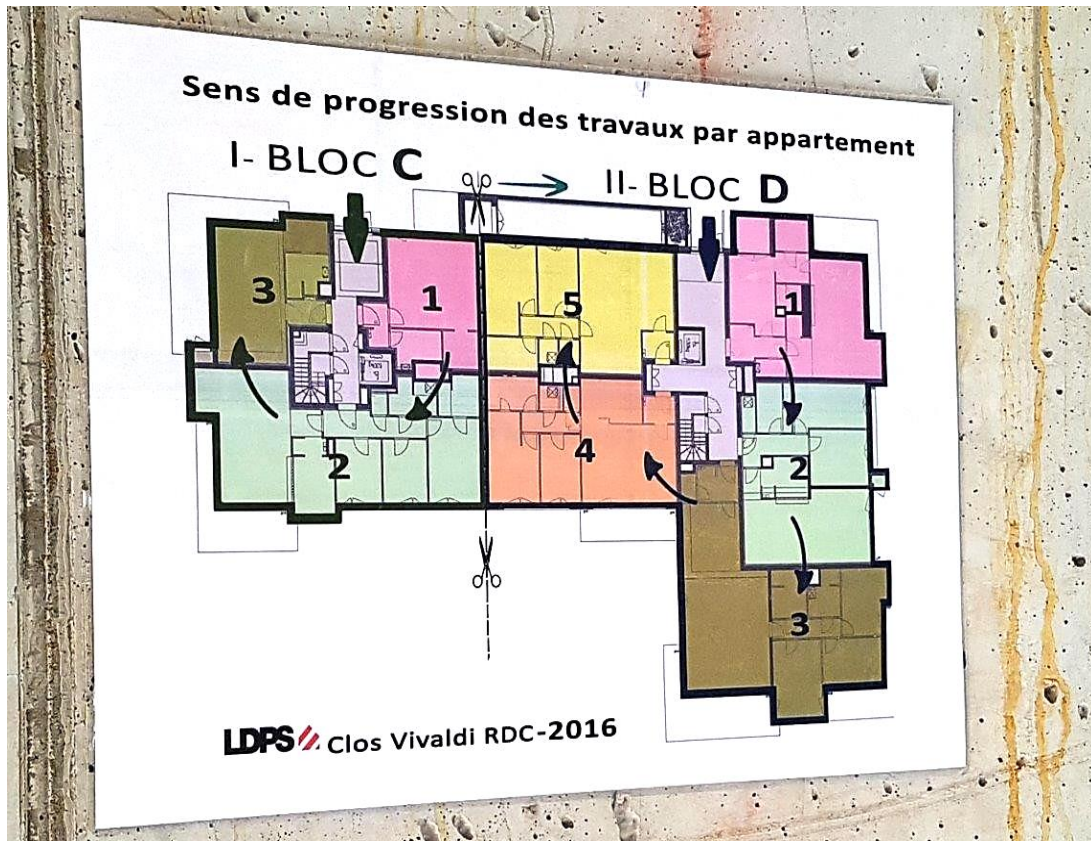 Sens de progression des travaux par appartement
I- BLOC C
II- BLOC D
3
1
5
1
2
4
2
3
LDPS Clos Vivaldi RDC-2016